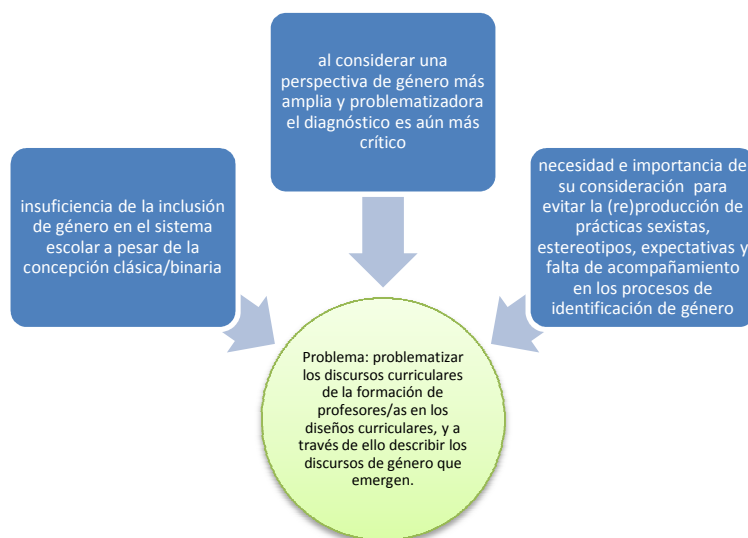 al considerar una
perspectiva de género más
amplia y problematizadora
el diagnóstico es aún más
crítico
insuficiencia de la inclusión
de género en el sistema
escolar a pesar de la
concepción clásica/binaria
necesidad e importancia de
su consideración para
evitar la (re)producción de
prácticas sexistas,
estereotipos, expectativas y
falta de acompañamiento
en los procesos de
identificación de género
Problema: problematizar
los discursos curriculares
de la formación de
profesores/as en los
diseños curriculares, y a
través de ello describir los
discursos de género que
emergen.